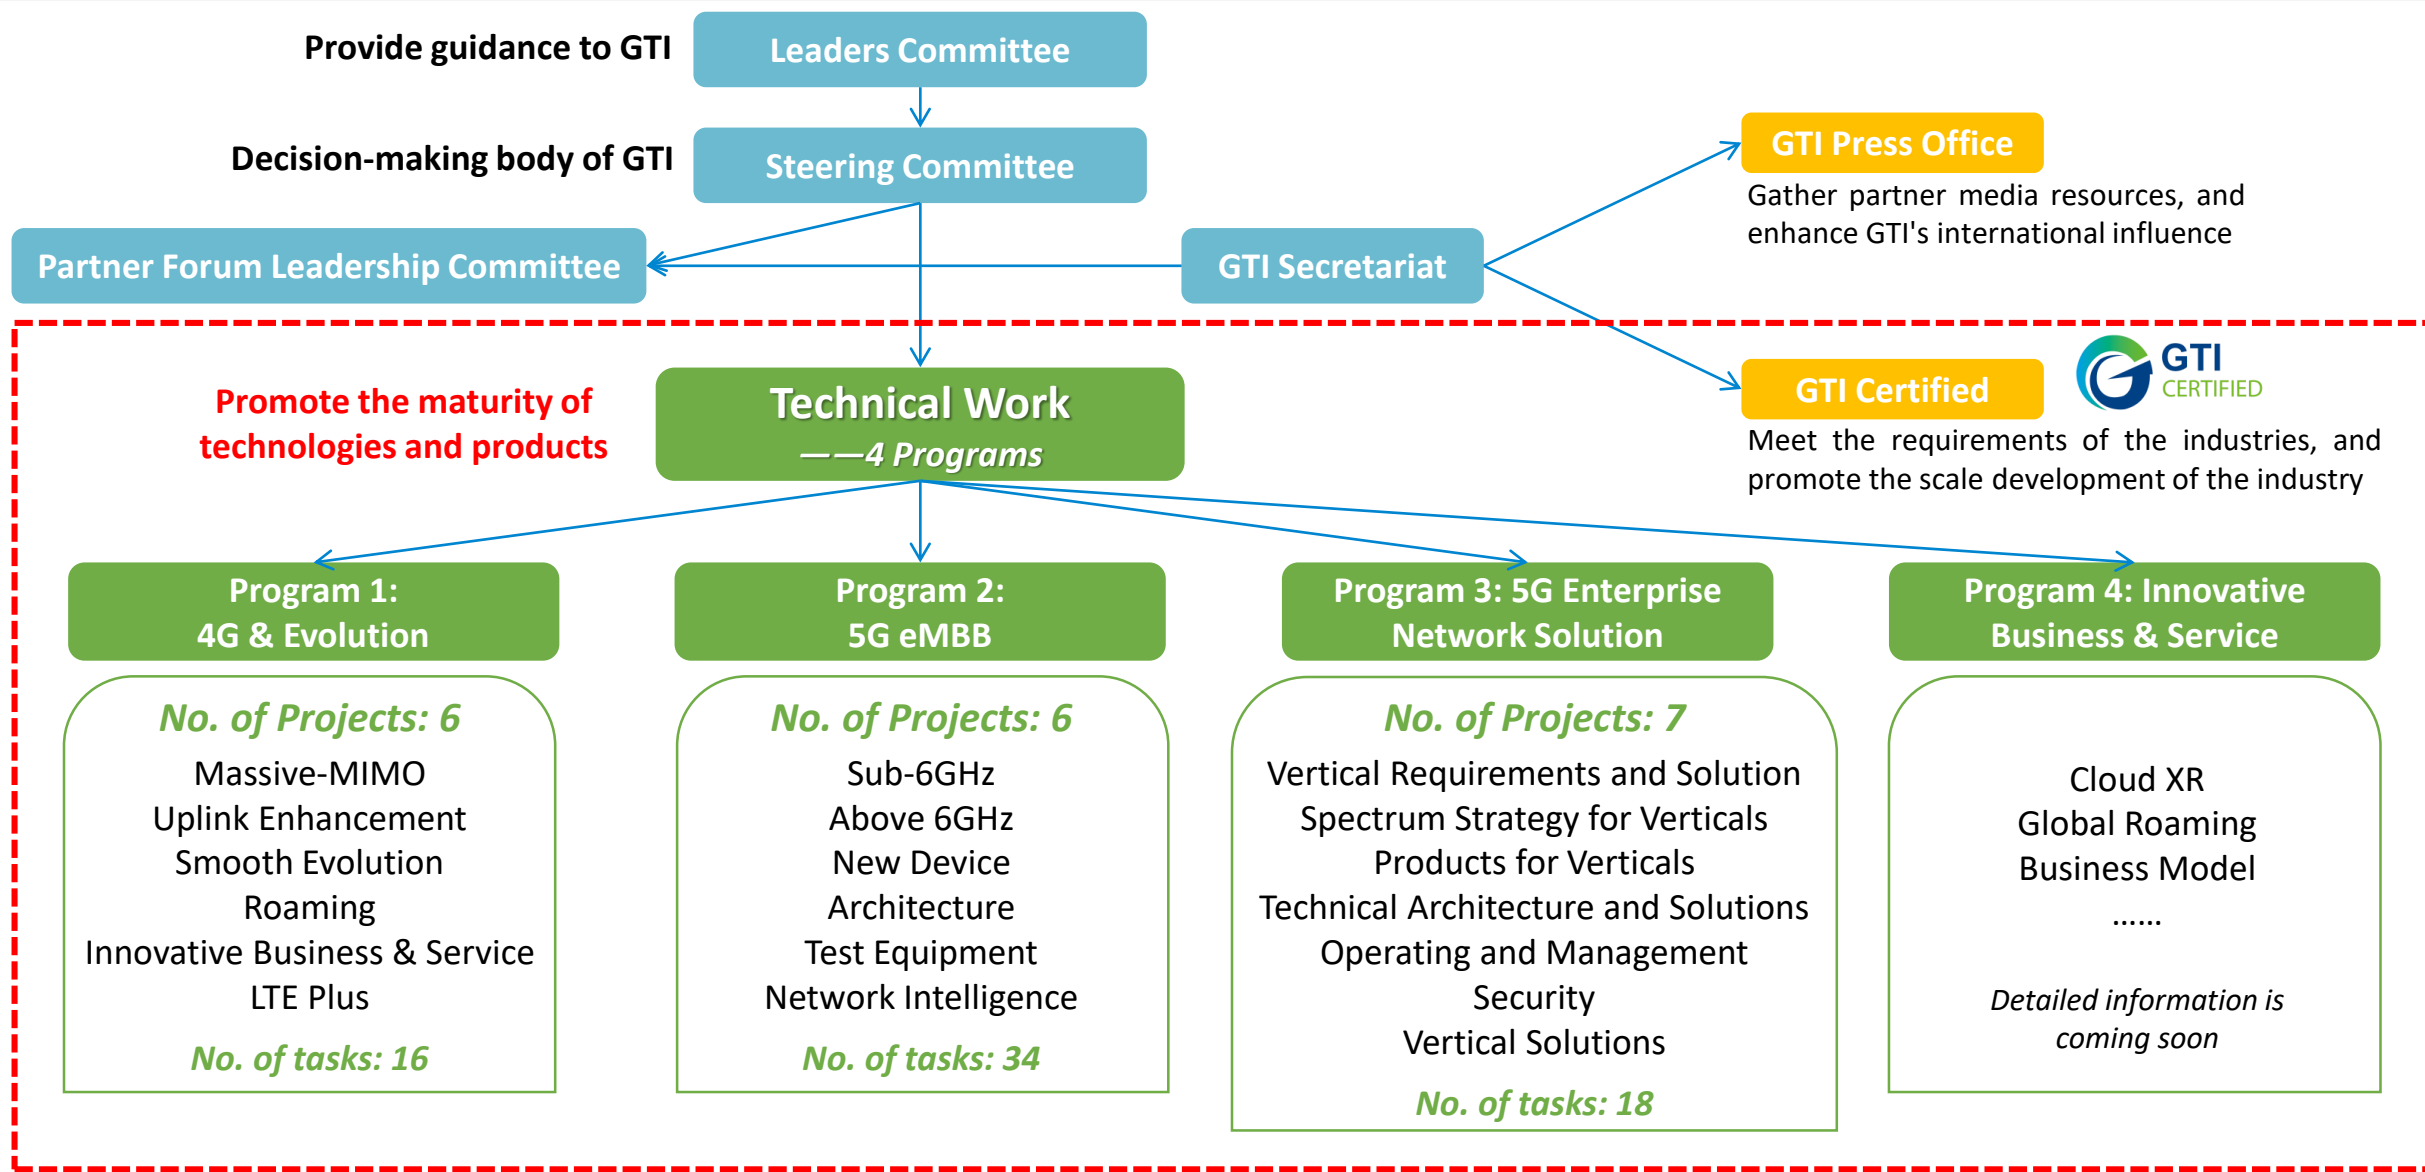 Provide guidance to GTI
Leaders Committee
Decision-making body of GTI
Steering Committee
GTI Press Office
Gather partner media resources, and
enhance GTI's international influence
Partner Forum Leadership Committee
GTI Secretariat
Promote the maturity of
technologies and products
Technical Work
——4 Programs
GTI Certified
GTI
CERTIFIED
Meet the requirements of the industries, and
promote the scale development of the industry
Program 1:
4G & Evolution
No. of Projects: 6
Massive-MIMO
Uplink Enhancement
Smooth Evolution
Roaming
Innovative Business & Service
LTE Plus
No. of tasks: 16
Program 2:
5G eMBB
No. of Projects: 6
Sub-6GHz
Above 6GHz
New Device
Architecture
Test Equipment
Network Intelligence
No. of tasks: 34
Program 3: 5G Enterprise
Network Solution
No. of Projects: 7
Vertical Requirements and Solution
Spectrum Strategy for Verticals
Products for Verticals
Technical Architecture and Solutions
Operating and Management
Security
Vertical Solutions
No. of tasks: 18
Program 4: Innovative
Business & Service
Cloud XR
Global Roaming
Business Model
......
Detailed information is
coming soon